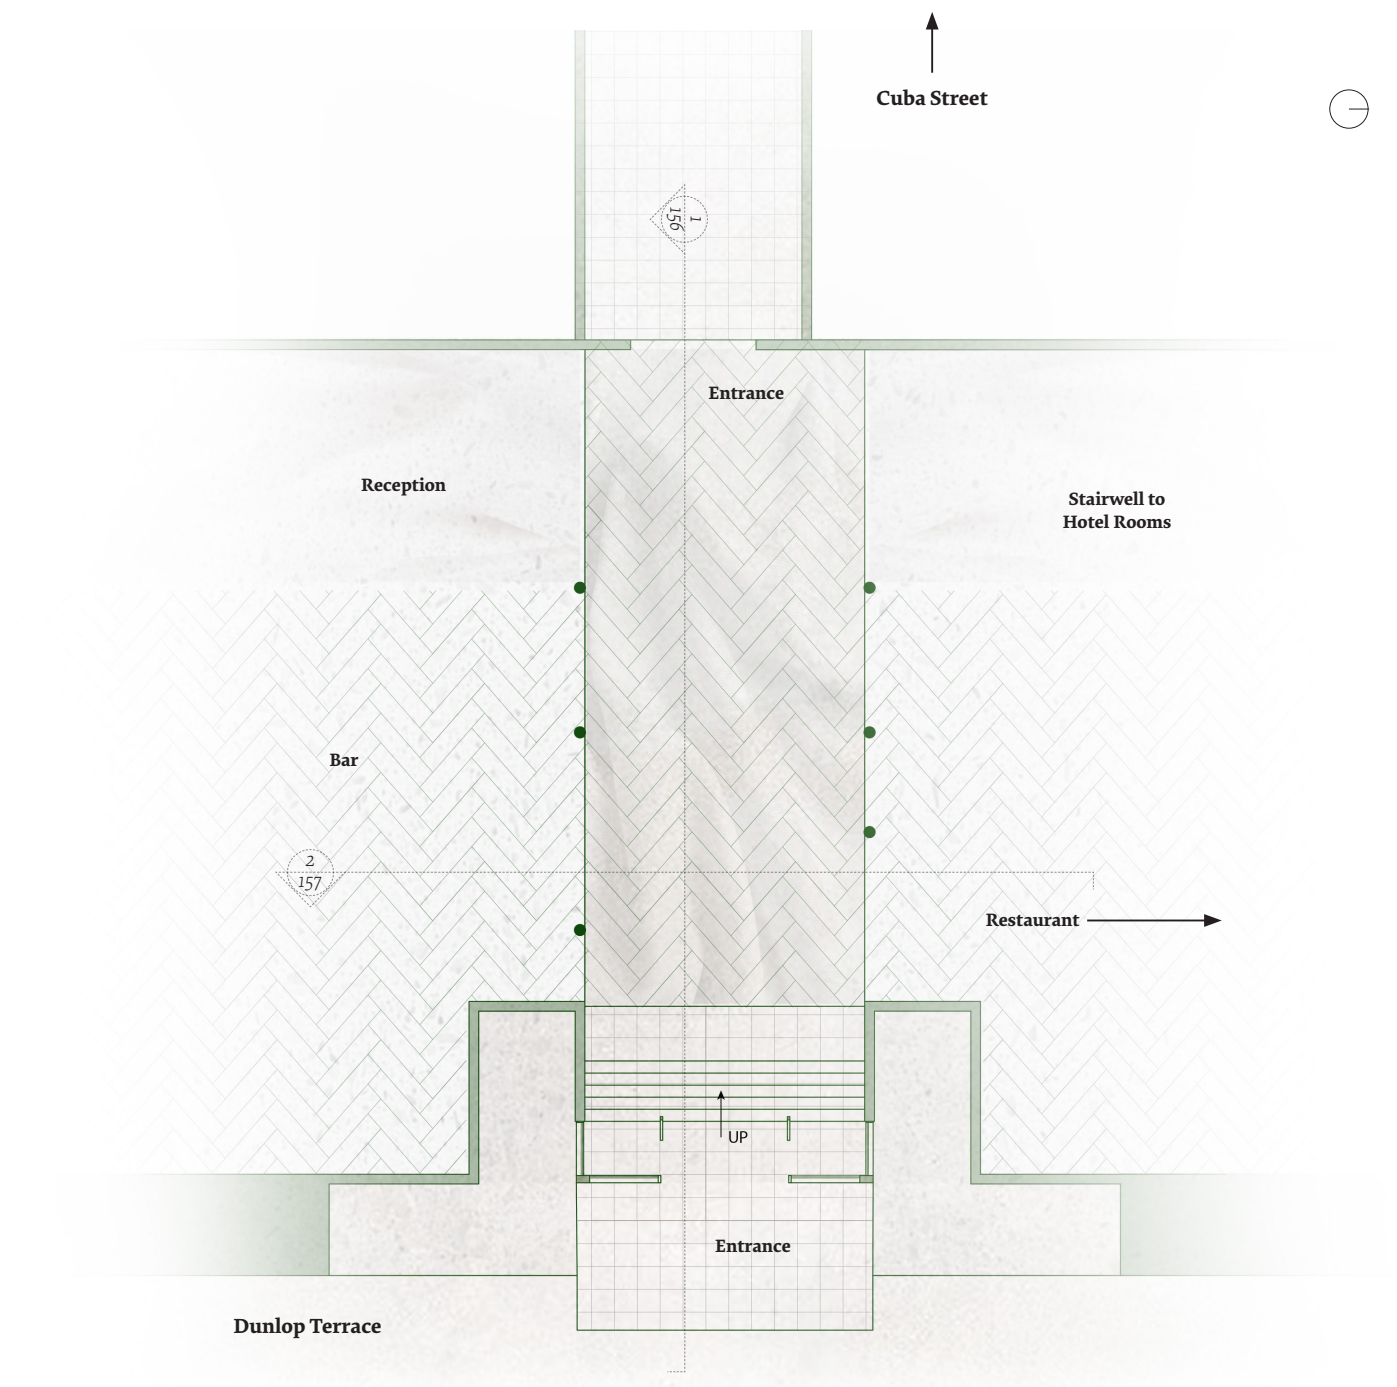 Cuba Street
1
156
Entrance
Reception
Stairwell to
Hotel Rooms
Bar
2
157
Restaurant
UP
Entrance
Dunlop Terrace